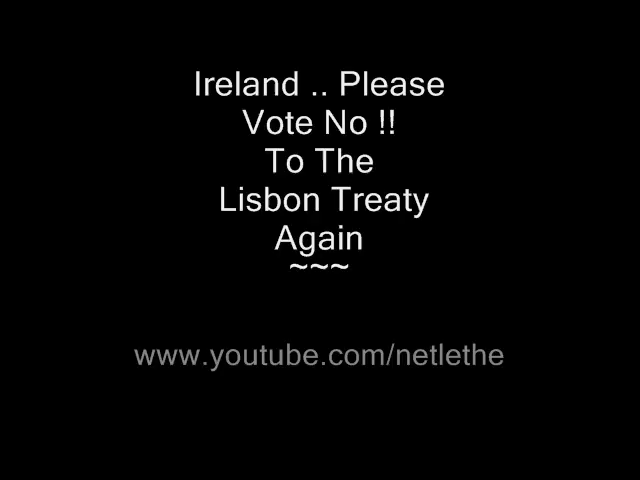 Ireland .. Please
Vote No !!
To The
Lisbon Treaty
Again
~~~
www.youtube.com/netlethe